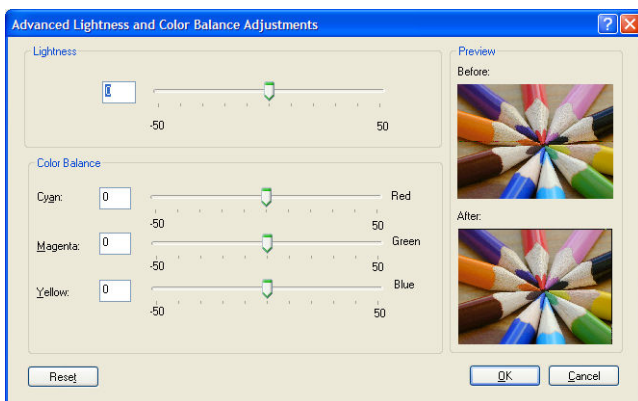 Advanced Lightness and Color Balance Adjustments
Lightness
0
-50 50
Color Balance
Cyan: 0 Red
-50 50
Magenta: 0 Green
-50 50
Yellow: 0 Blue
-50 50
Preview
Before:
After:
Reset
OK Cancel